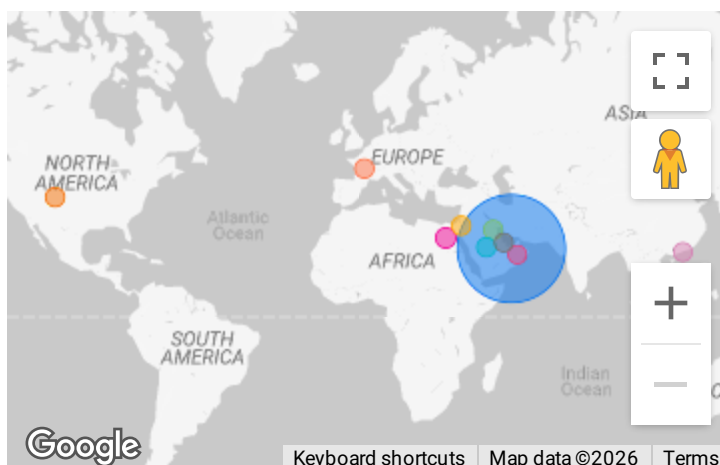 ASIA
EUROPE
NORTH
AMERICA
Atlantic
Ocean
AFRICA
SOUTH
AMERICA
Indian
Ocean
Google
Keyboard shortcuts
Map data ©2026
Terms